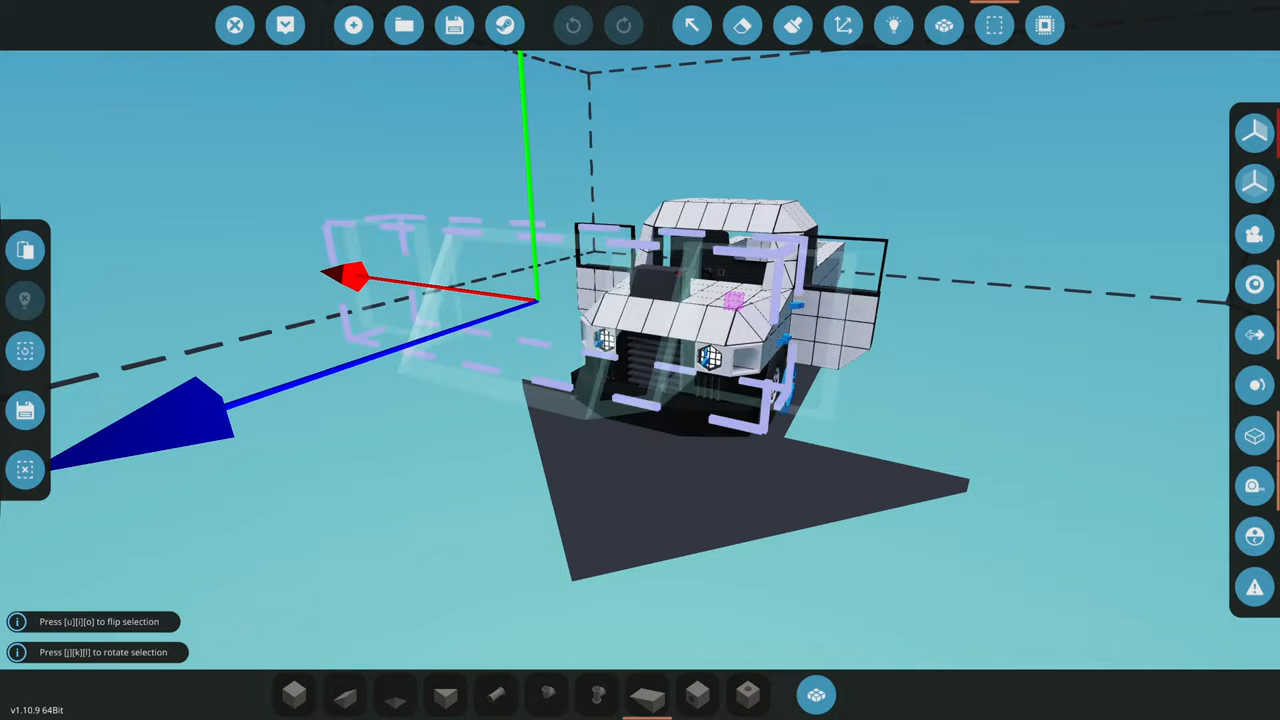 Press [u][i][o] to flip selection
Press [j][k][l] to rotate selection
v1.10.9 64Bit